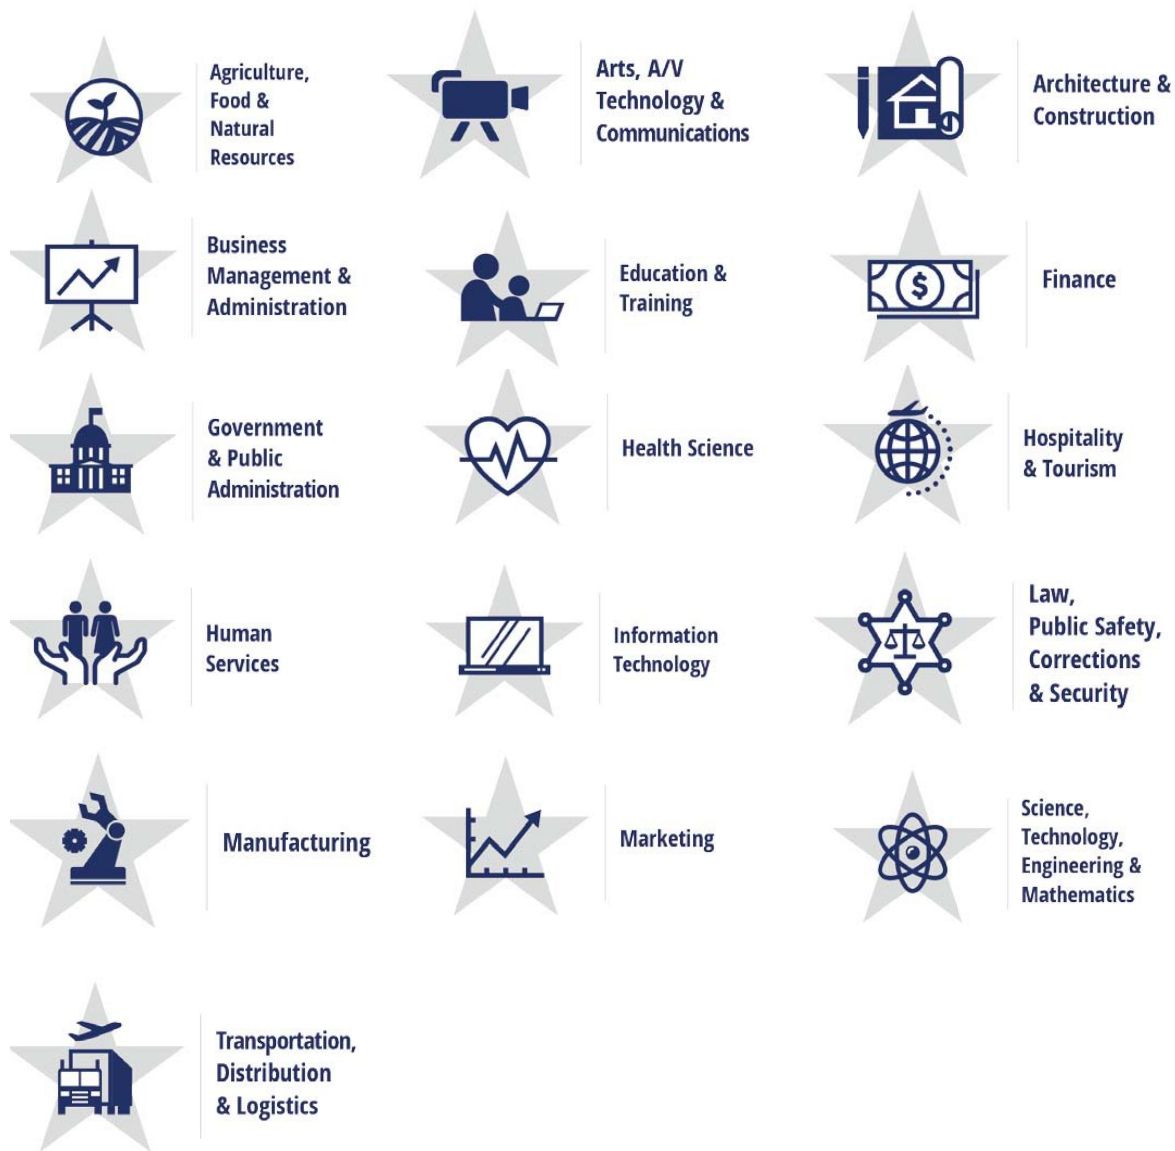 Agriculture,
Food &
Natural
Resources
Arts, A/V
Technology &
Communications
Architecture &
Construction
Business
Management &
Administration
Education &
Training
$
Finance
Government
& Public
Administration
Health Science
Hospitality
& Tourism
Human
Services
Information
Technology
Law,
Public Safety,
Corrections
& Security
Manufacturing
Marketing
Science,
Technology,
Engineering &
Mathematics
Transportation,
Distribution
& Logistics